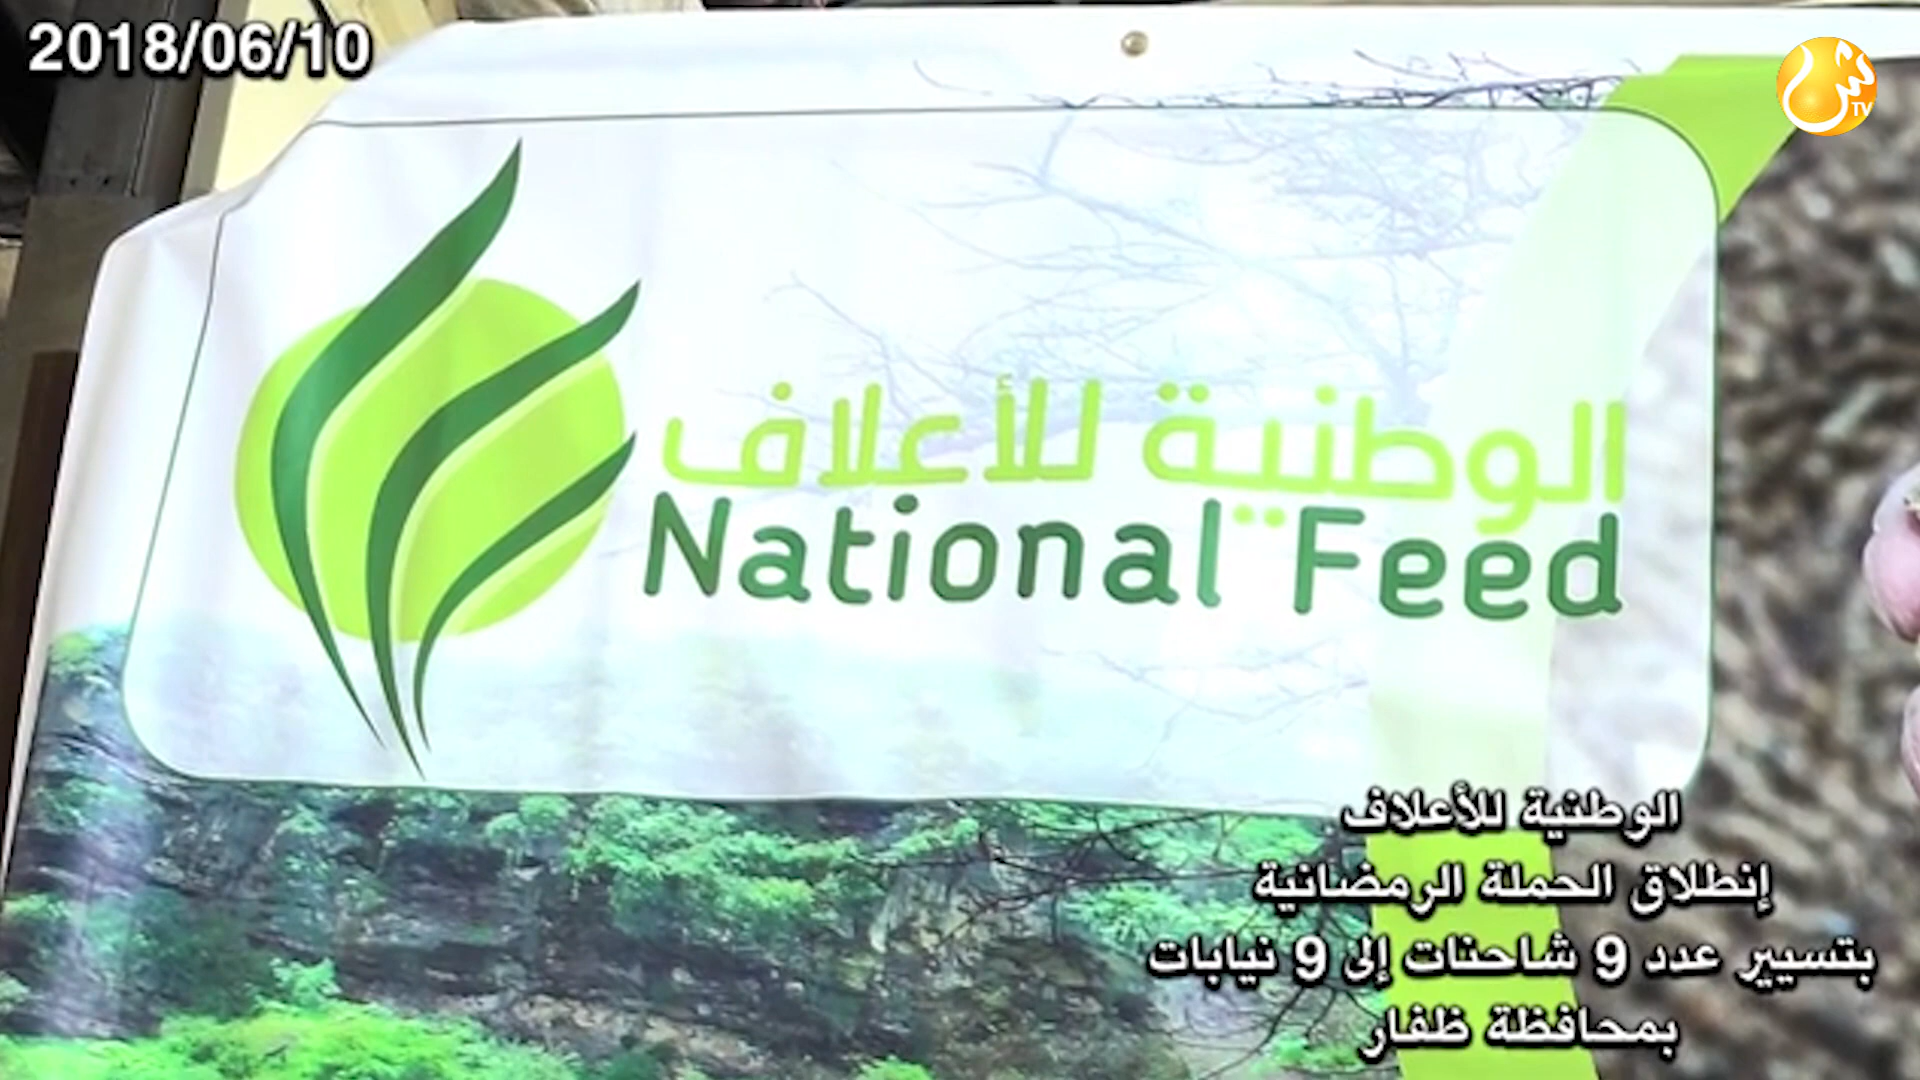 2018/06/10
TV
الوطنية للأعلاف
National Feed
الوطنية للأعلاف
إنطلاق الحملة الرمضانية
بتسيير عدد 9 شاحنات إلى 9 نيابات
بمحافظة ظفار